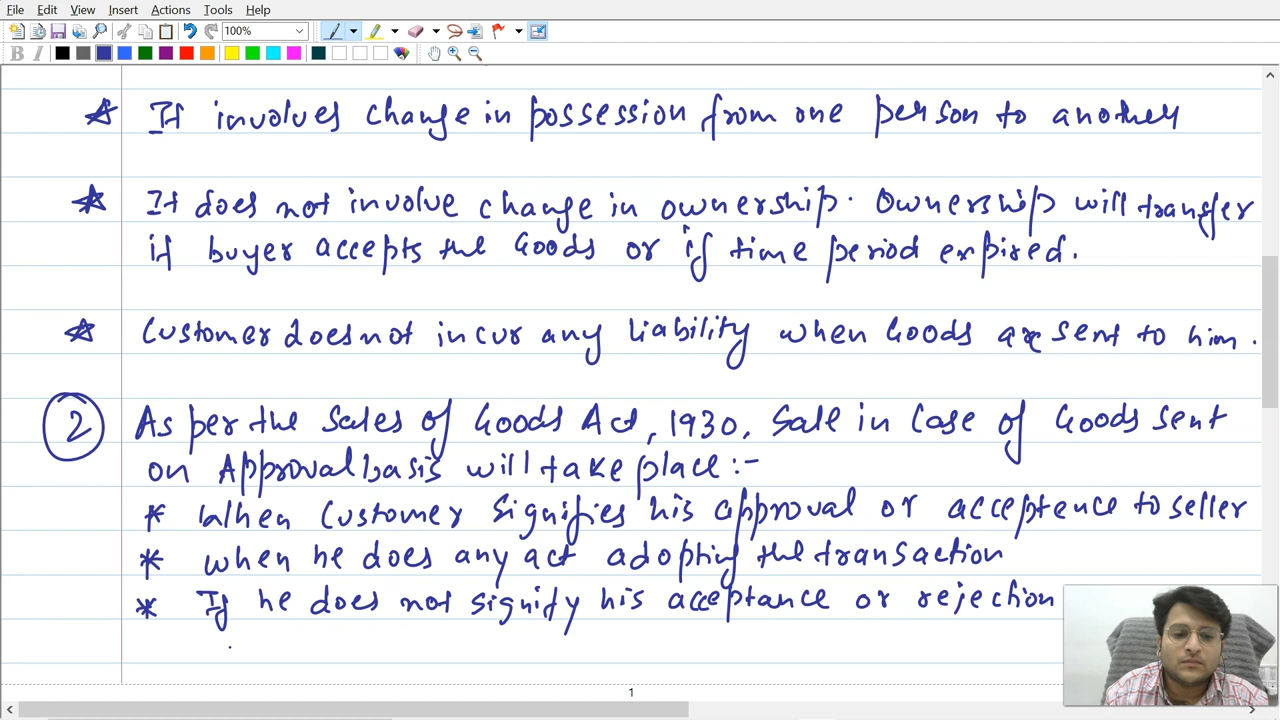 File Edit View Insert Actions Tools Help
100%
B I
It involves change in possession from one person to another
It does not involve change in ownership. Ownership will transfer
if buyer accepts the Goods or if time period expired.
Customer does not incur any liability when Goods are sent to him.
2 As per the Sales of Goods Act, 1930, Sale in Case of Goods sent
on Approval basis will take place :-
* When Customer signifies his approval or acceptence to seller
* when he does any act adopting the transaction
* If he does not signify his acceptance or rejection
1